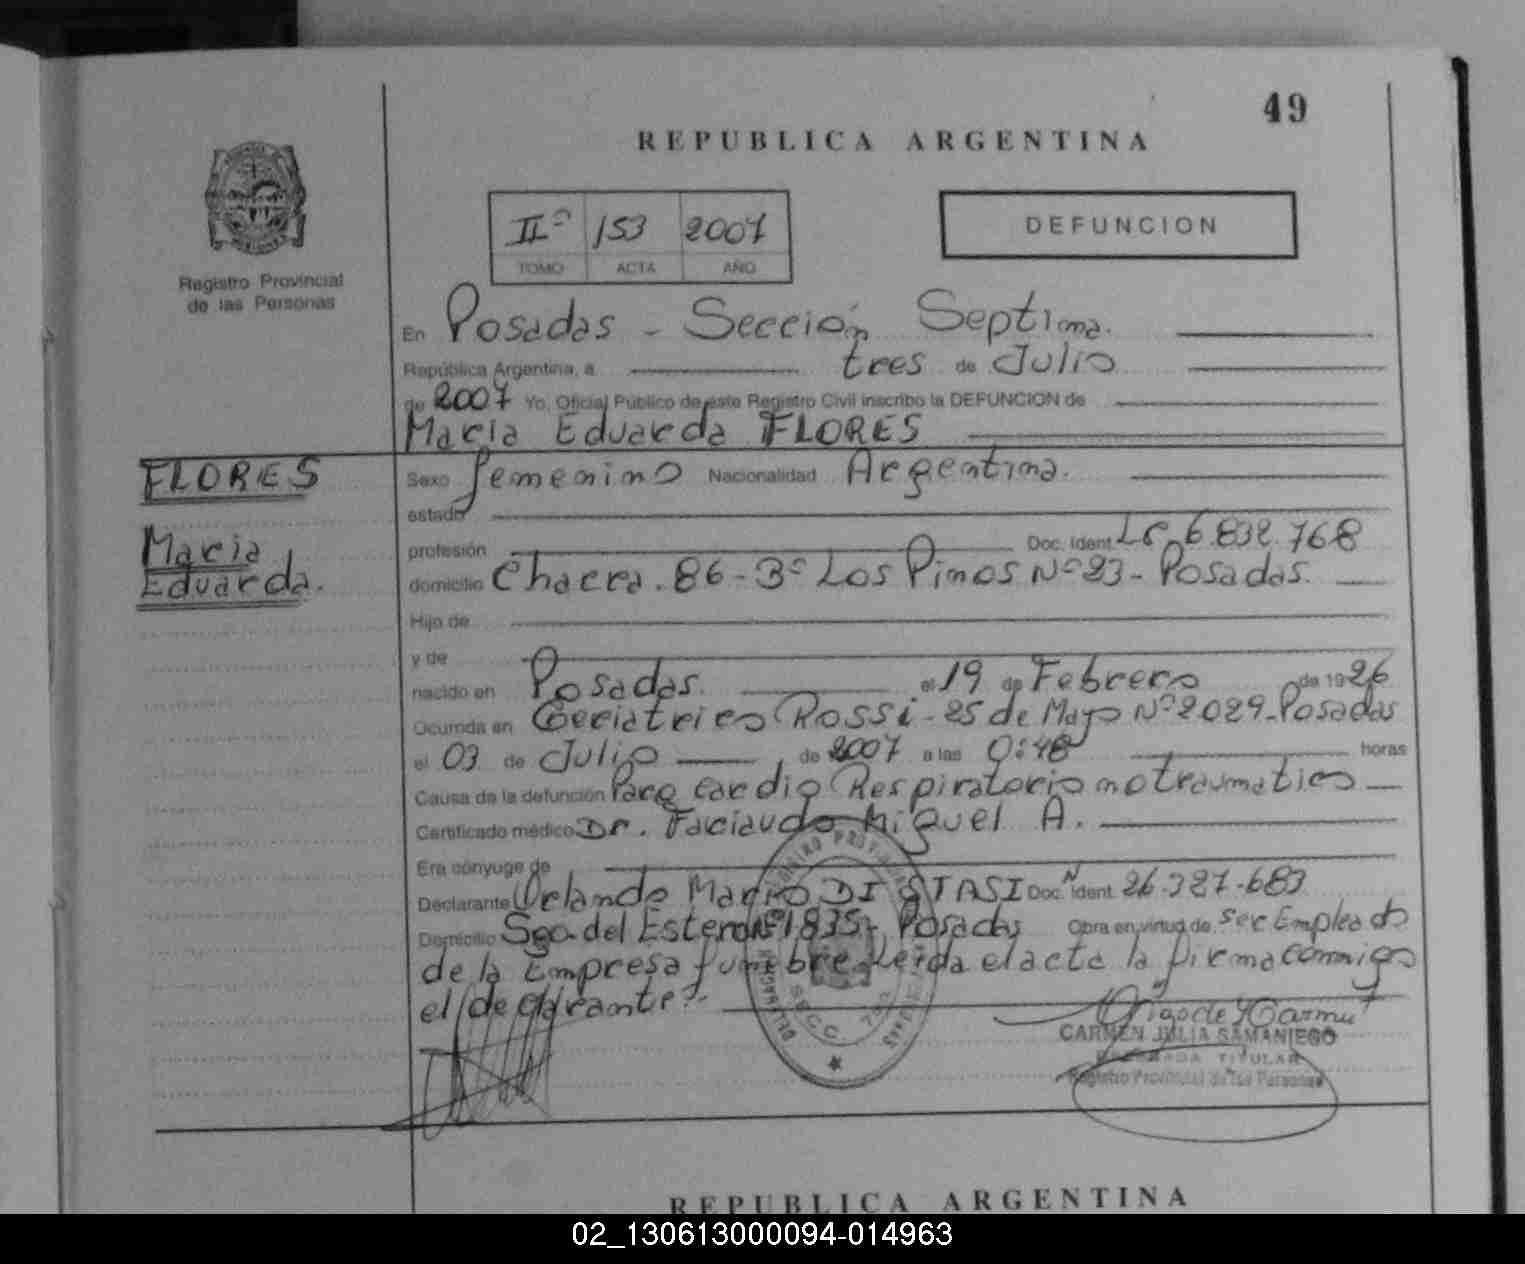 49
REPUBLICA ARGENTINA
IIº 153 2007
TOMO ACTA AÑO
DEFUNCION
Registro Provincial
de las Personas
En Posadas - Sección Septima.
República Argentina, a tres de Julio
de 2007 Yo, Oficial Público de este Registro Civil inscribo la DEFUNCION de
Maria Eduarda FLORES
FLORES
Maria
Eduarda.
Sexo femenino Nacionalidad Argentina.
estado
profesión Doc. Ident. LC. 6.832.768
domicilio Chacra. 86 - 3º Los Pinos Nº 23 - Posadas.
Hijo de
y de
nacido en Posadas. el 19 de Febrero de 1926
Ocurrida en Geriatrico Rossi - 25 de Mayo Nº 2029 - Posadas
el 03 de Julio de 2007 a las 0:48 horas
Causa de la defunción Paro Cardio Respiratorio no traumatico
Certificado médico Dr. Faciaudo Miguel A.
Era cónyuge de
Declarante Orlando Mario DI STASI Doc. Ident. 26.327.683
Domicilio Sgo. del Estero Nº 1835 - Posadas Obra en virtud de ser Empleado
de la Empresa funebre Leida el acta la firma conmigo
el declarante.-
CARMEN JULIA SAMANIEGO
TITULAR
Registro Provincial de las Personas
REPUBLICA ARGENTINA
02_130613000094-014963